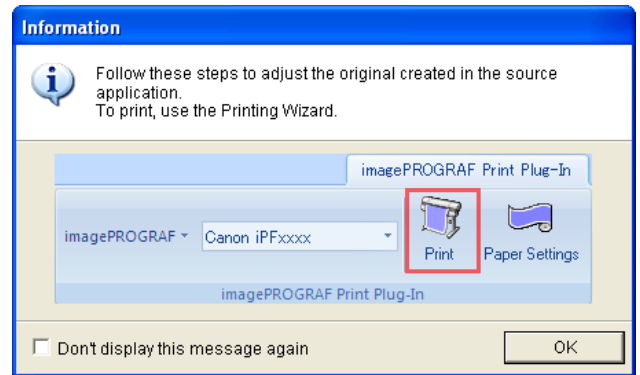 Information
Follow these steps to adjust the original created in the source
application.
To print, use the Printing Wizard.
imagePROGRAF Print Plug-In
imagePROGRAF
Canon iPFxxxx
Print
Paper Settings
imagePROGRAF Print Plug-In
Don't display this message again
OK